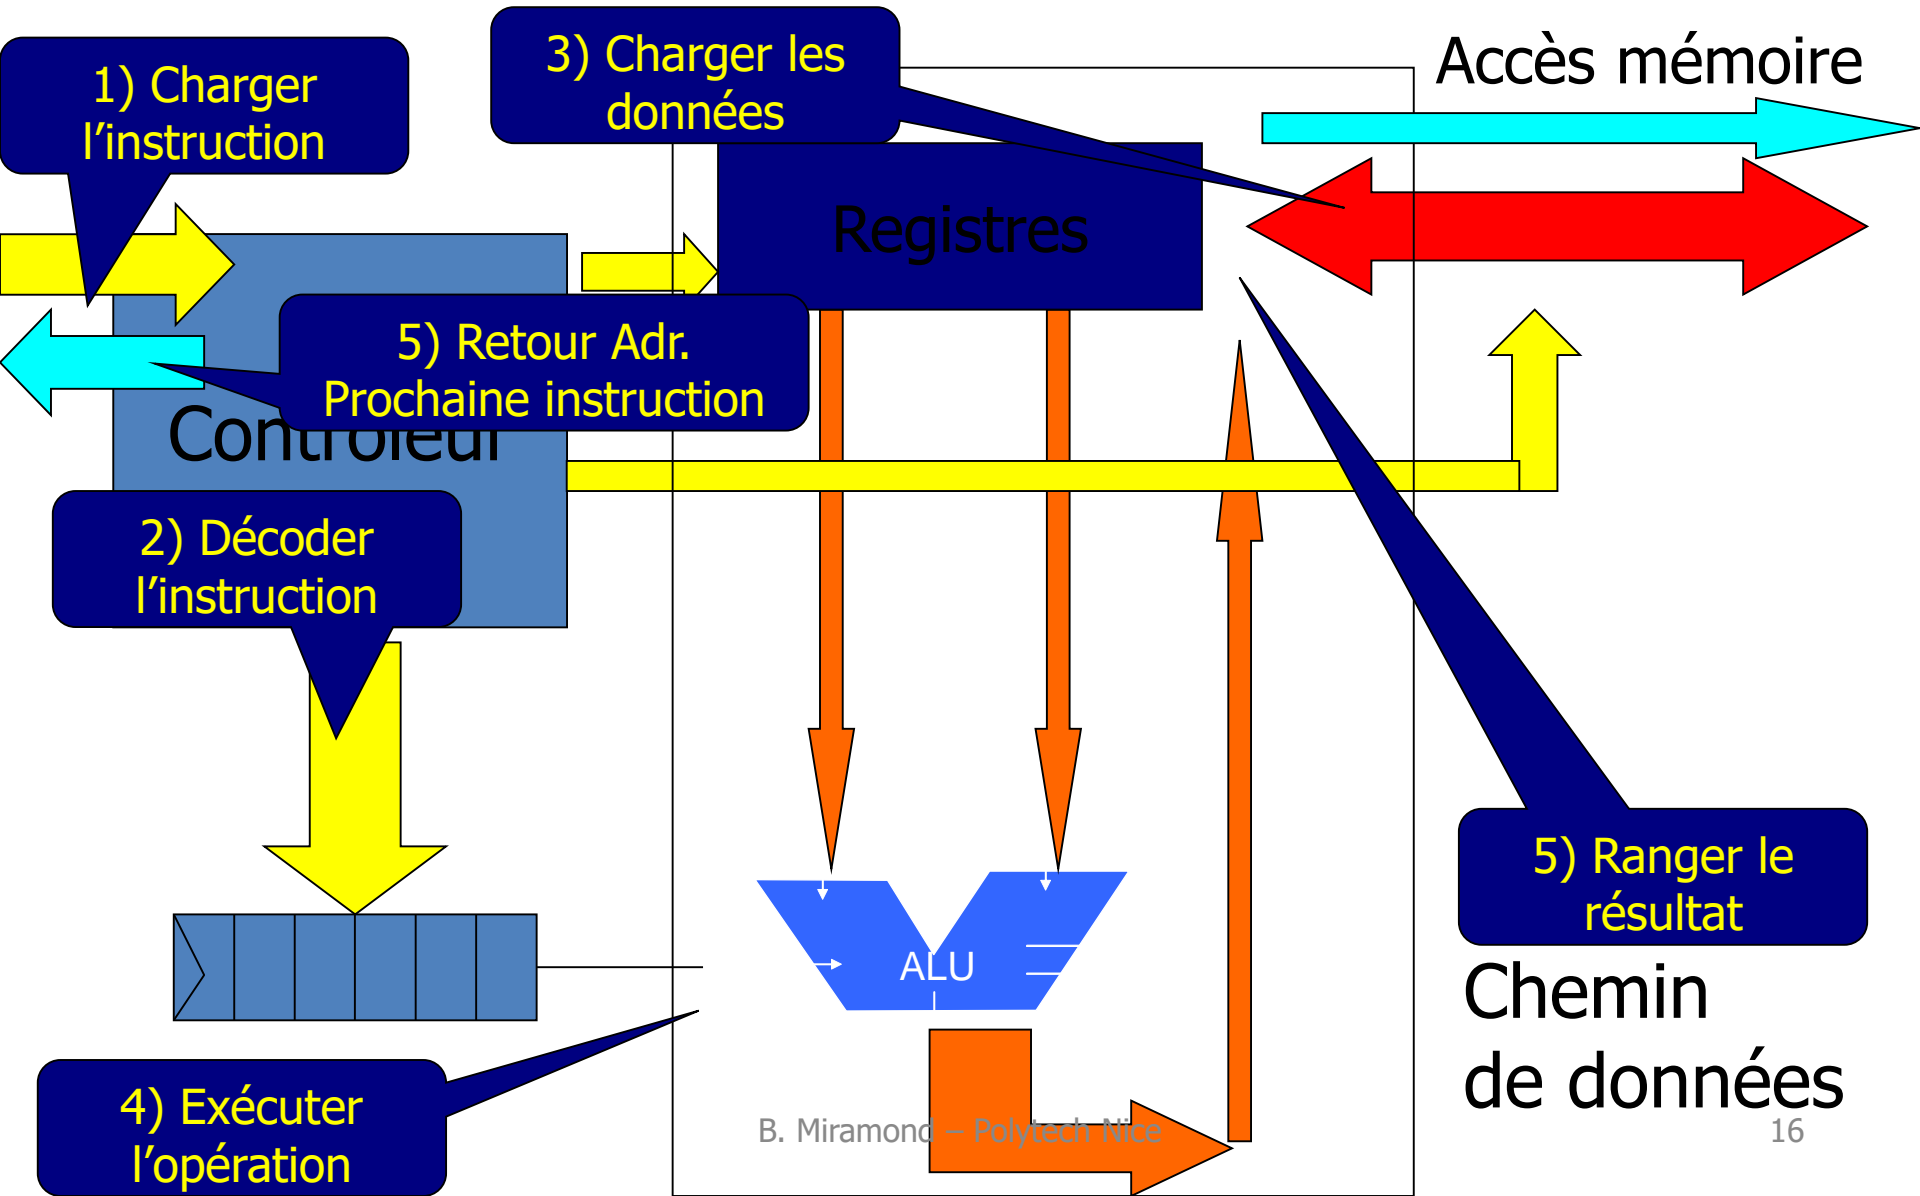 1) Charger
l’instruction
3) Charger les
données
Accès mémoire
Registres
5) Retour Adr.
Prochaine instruction
Contrôleur
2) Décoder
l’instruction
5) Ranger le
résultat
ALU
Chemin
de données
4) Exécuter
l’opération
B. Miramond – Polytech Nice
16